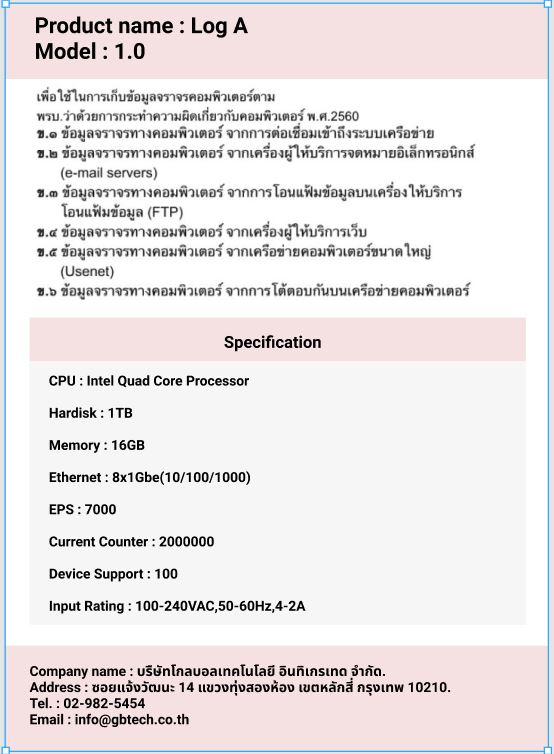 Product name : Log A
Model : 1.0
เพื่อใช้ในการเก็บข้อมูลจราจรคอมพิวเตอร์ตาม
พรบ.ว่าด้วยการกระทำความผิดเกี่ยวกับคอมพิวเตอร์ พ.ศ.2560
ข.๑ ข้อมูลจราจรทางคอมพิวเตอร์ จากการต่อเชื่อมเข้าถึงระบบเครือข่าย
ข.๒ ข้อมูลจราจรทางคอมพิวเตอร์ จากเครื่องผู้ให้บริการจดหมายอิเล็กทรอนิกส์
(e-mail servers)
ข.๓ ข้อมูลจราจรทางคอมพิวเตอร์ จากการโอนแฟ้มข้อมูลบนเครื่องให้บริการ
โอนแฟ้มข้อมูล (FTP)
ข.๔ ข้อมูลจราจรทางคอมพิวเตอร์ จากเครื่องผู้ให้บริการเว็บ
ข.๕ ข้อมูลจราจรทางคอมพิวเตอร์ จากเครือข่ายคอมพิวเตอร์ขนาดใหญ่
(Usenet)
ข.๖ ข้อมูลจราจรทางคอมพิวเตอร์ จากการโต้ตอบกันบนเครือข่ายคอมพิวเตอร์
Specification
CPU : Intel Quad Core Processor
Hardisk : 1TB
Memory : 16GB
Ethernet : 8x1Gbe(10/100/1000)
EPS : 7000
Current Counter : 2000000
Device Support : 100
Input Rating : 100-240VAC,50-60Hz,4-2A
Company name : บริษัทโกลบอลเทคโนโลยี อินทิเกรเทด จำกัด.
Address : ซอยแจ้งวัฒนะ 14 แขวงทุ่งสองห้อง เขตหลักสี่ กรุงเทพ 10210.
Tel. : 02-982-5454
Email : info@gbtech.co.th